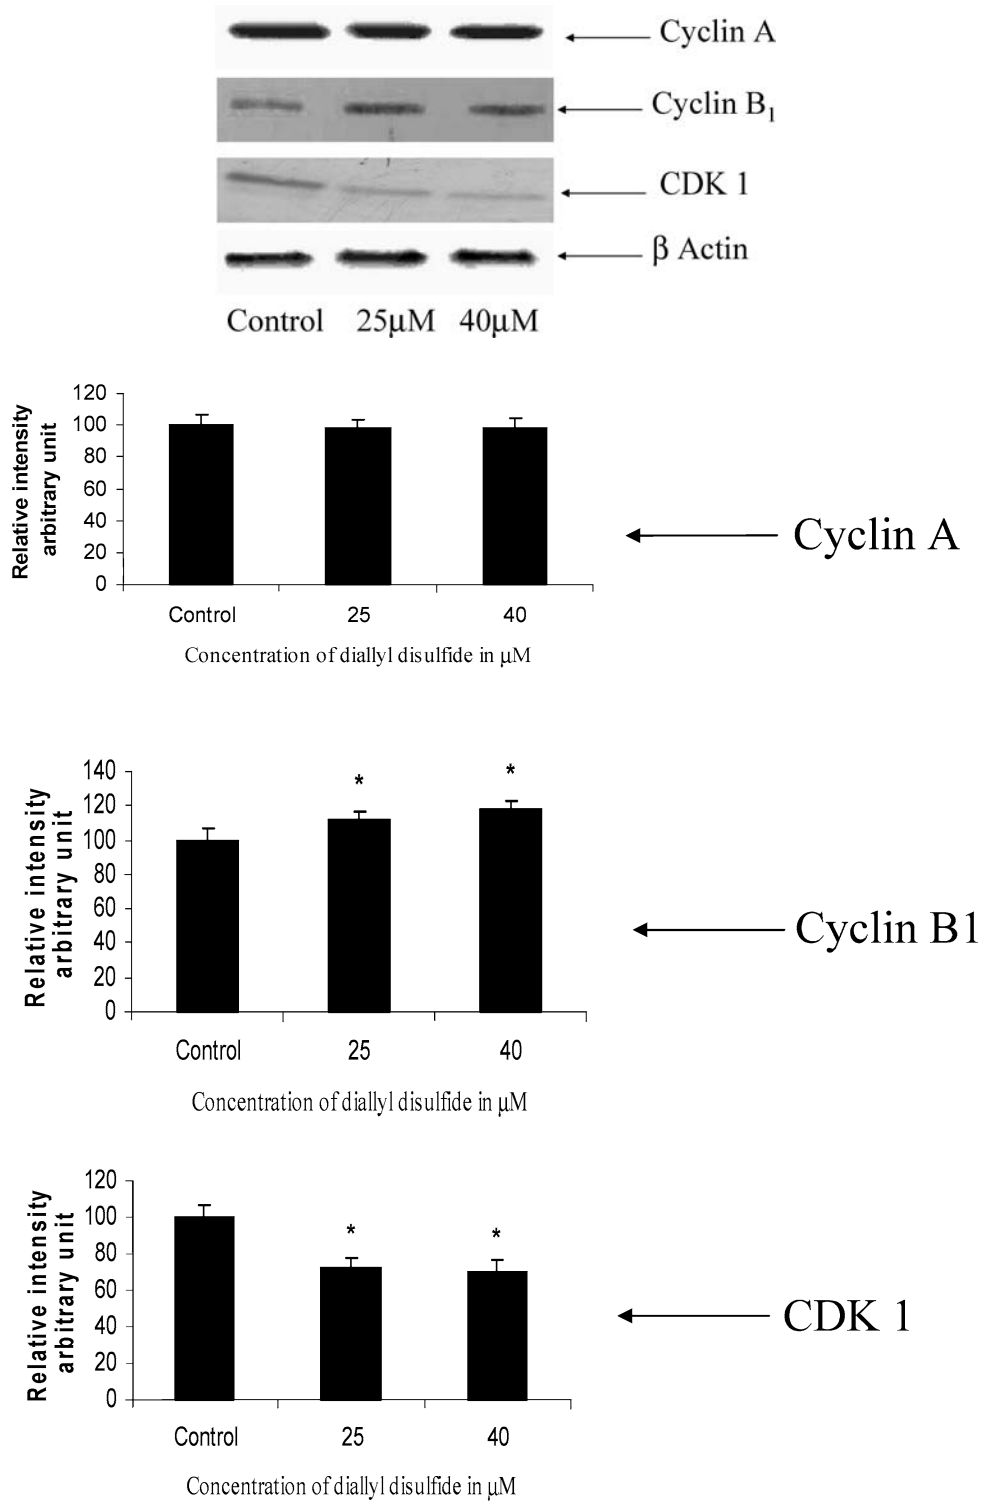 Cyclin A
Cyclin B1
CDK 1
β Actin
Control 25μM 40μM
Relative intensity
arbitrary unit
120
100
80
60
40
20
0
Control 25 40
Concentration of diallyl disulfide in μM
Cyclin A
Relative intensity
arbitrary unit
140
120
100
80
60
40
20
0
* *
Control 25 40
Concentration of diallyl disulfide in μM
Cyclin B1
Relative intensity
arbitrary unit
120
100
80
60
40
20
0
* *
Control 25 40
Concentration of diallyl disulfide in μM
CDK 1